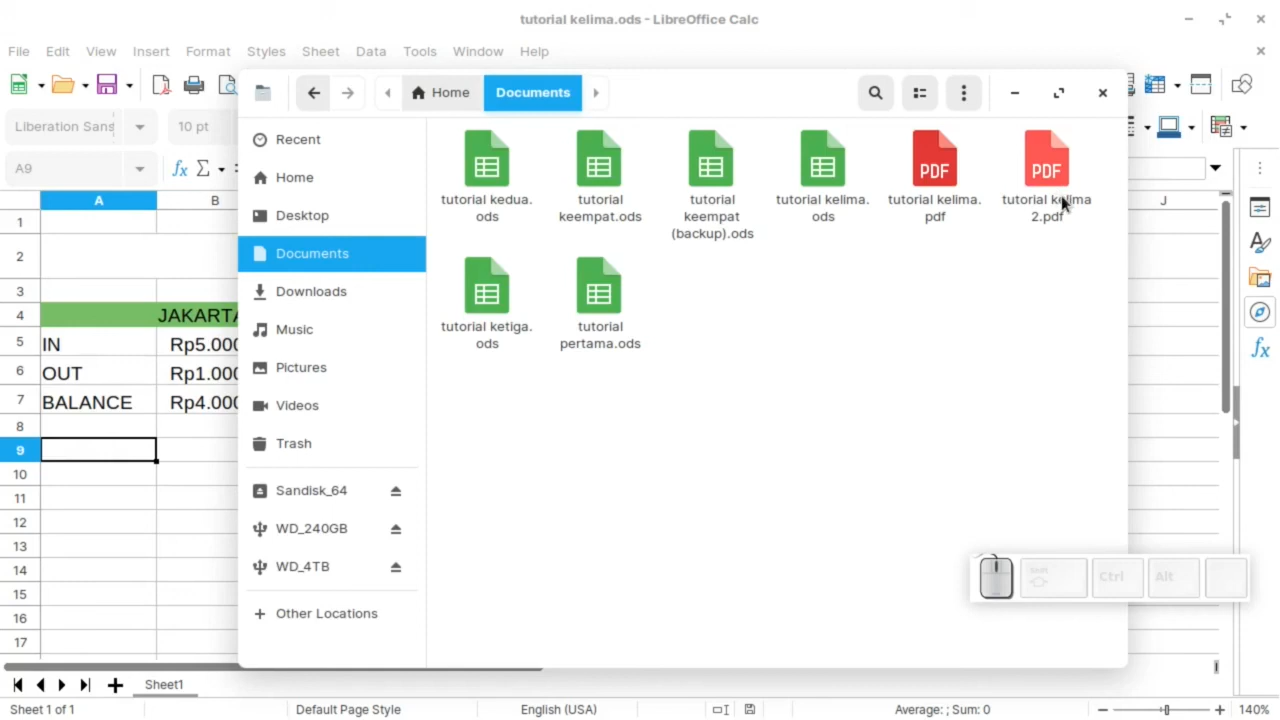 tutorial kelima.ods - LibreOffice Calc
File Edit View Insert Format Styles Sheet Data Tools Window Help
Home Documents
Liberation Sans 10 pt
A9
A B J
1
2
3
4 JAKARTA
5 IN Rp5.000
6 OUT Rp1.000
7 BALANCE Rp4.000
8
9
10
11
12
13
14
15
16
17
Recent
Home
Desktop
Documents
Downloads
Music
Pictures
Videos
Trash
Sandisk_64
WD_240GB
WD_4TB
Other Locations
tutorial kedua.
ods
tutorial
keempat.ods
tutorial
keempat
(backup).ods
tutorial kelima.
ods
PDF
tutorial kelima.
pdf
PDF
tutorial kelima
2.pdf
tutorial ketiga.
ods
tutorial
pertama.ods
Shift Ctrl Alt
Sheet1
Sheet 1 of 1 Default Page Style English (USA) Average: ; Sum: 0 140%